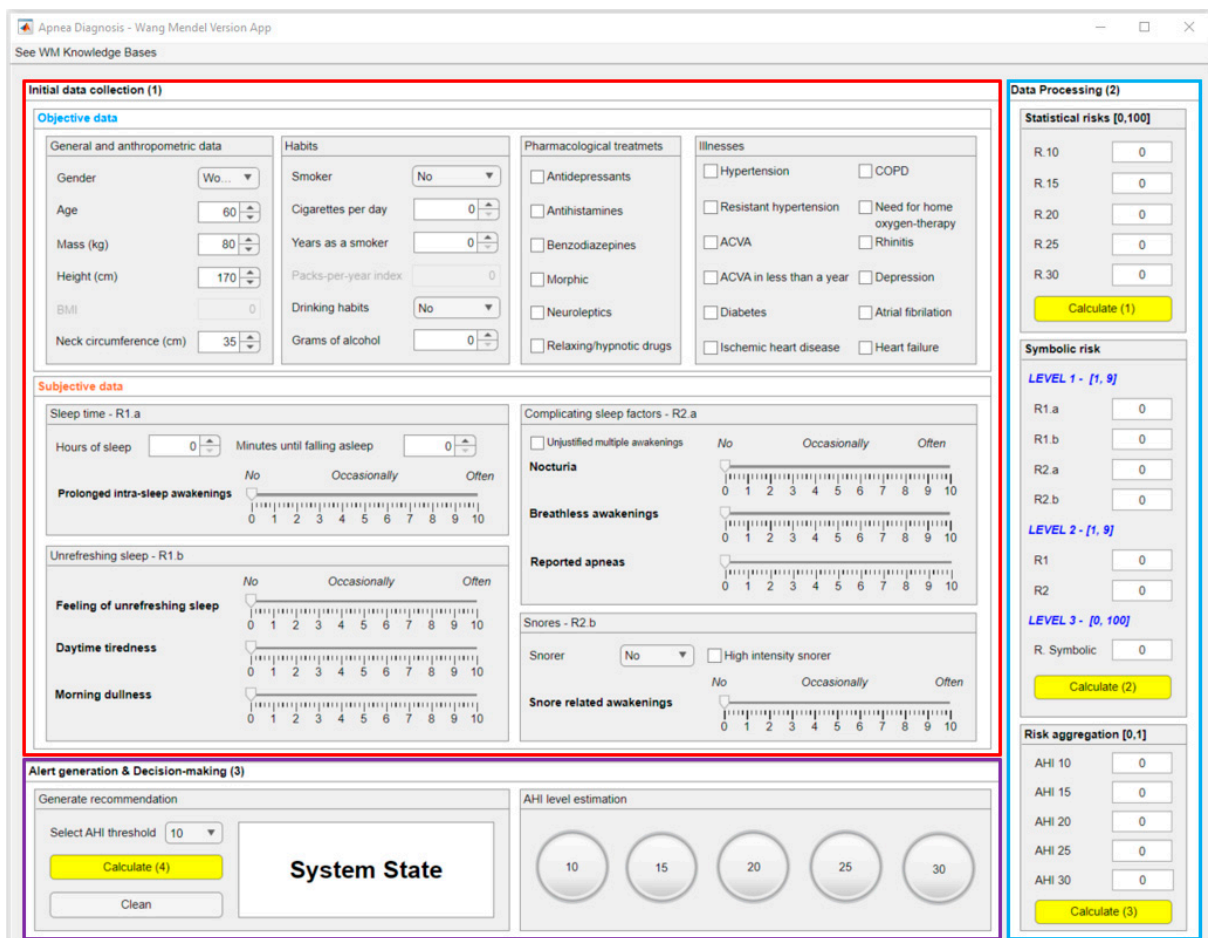 Apnea Diagnosis - Wang Mendel Version App
See WM Knowledge Bases
Initial data collection (1)
Objective data
General and anthropometric data
Gender Wo...
Age 60
Mass (kg) 80
Height (cm) 170
BMI 0
Neck circumference (cm) 35
Habits
Smoker No
Cigarettes per day 0
Years as a smoker 0
Packs-per-year index 0
Drinking habits No
Grams of alcohol 0
Pharmacological treatmets
Antidepressants
Antihistamines
Benzodiazepines
Morphic
Neuroleptics
Relaxing/hypnotic drugs
Illnesses
Hypertension COPD
Resistant hypertension Need for home
oxygen-therapy
ACVA Rhinitis
ACVA in less than a year Depression
Diabetes Atrial fibrilation
Ischemic heart disease Heart failure
Subjective data
Sleep time - R1.a
Hours of sleep 0 Minutes until falling asleep 0
No Occasionally Often
Prolonged intra-sleep awakenings
0 1 2 3 4 5 6 7 8 9 10
Unrefreshing sleep - R1.b
No Occasionally Often
Feeling of unrefreshing sleep
0 1 2 3 4 5 6 7 8 9 10
Daytime tiredness
0 1 2 3 4 5 6 7 8 9 10
Morning dullness
0 1 2 3 4 5 6 7 8 9 10
Complicating sleep factors - R2.a
Unjustified multiple awakenings No Occasionally Often
Nocturia
0 1 2 3 4 5 6 7 8 9 10
Breathless awakenings
0 1 2 3 4 5 6 7 8 9 10
Reported apneas
0 1 2 3 4 5 6 7 8 9 10
Snores - R2.b
Snorer No High intensity snorer
No Occasionally Often
Snore related awakenings
0 1 2 3 4 5 6 7 8 9 10
Alert generation & Decision-making (3)
Generate recommendation
Select AHI threshold 10
Calculate (4)
Clean
System State
AHI level estimation
10 15 20 25 30
Data Processing (2)
Statistical risks [0,100]
R.10 0
R.15 0
R.20 0
R.25 0
R.30 0
Calculate (1)
Symbolic risk
LEVEL 1 - [1, 9]
R1.a 0
R1.b 0
R2.a 0
R2.b 0
LEVEL 2 - [1, 9]
R1 0
R2 0
LEVEL 3 - [0, 100]
R. Symbolic 0
Calculate (2)
Risk aggregation [0,1]
AHI 10 0
AHI 15 0
AHI 20 0
AHI 25 0
AHI 30 0
Calculate (3)